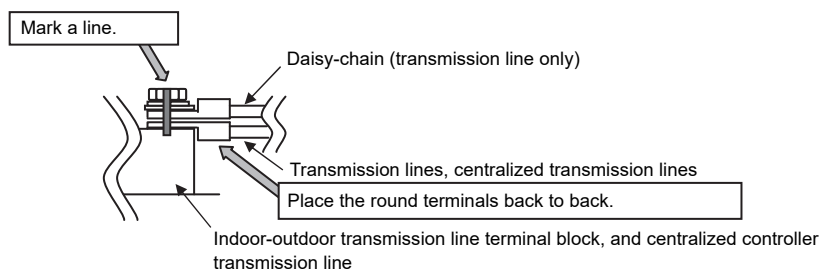 Mark a line.
Daisy-chain (transmission line only)
Transmission lines, centralized transmission lines
Place the round terminals back to back.
Indoor-outdoor transmission line terminal block, and centralized controller
transmission line